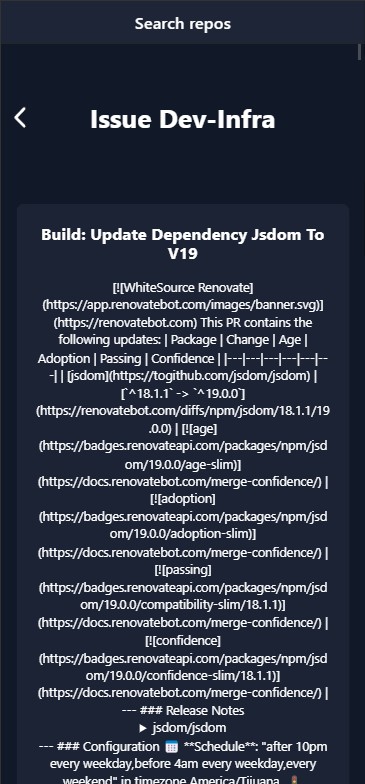 Search repos
Issue Dev-Infra
Build: Update Dependency Jsdom To
V19
[![WhiteSource Renovate]
(https://app.renovatebot.com/images/banner.svg)]
(https://renovatebot.com) This PR contains the
following updates: | Package | Change | Age |
Adoption | Passing | Confidence | |---|---|---|---|---|--
-| | [jsdom](https://togithub.com/jsdom/jsdom) |
[`^18.1.1` -> `^19.0.0`]
(https://renovatebot.com/diffs/npm/jsdom/18.1.1/19
.0.0) | [![age]
(https://badges.renovateapi.com/packages/npm/jsd
om/19.0.0/age-slim)]
(https://docs.renovatebot.com/merge-confidence/) |
[![adoption]
(https://badges.renovateapi.com/packages/npm/jsd
om/19.0.0/adoption-slim)]
(https://docs.renovatebot.com/merge-confidence/) |
[![passing]
(https://badges.renovateapi.com/packages/npm/jsd
om/19.0.0/compatibility-slim/18.1.1)]
(https://docs.renovatebot.com/merge-confidence/) |
[![confidence]
(https://badges.renovateapi.com/packages/npm/jsd
om/19.0.0/confidence-slim/18.1.1)]
(https://docs.renovatebot.com/merge-confidence/) |
--- ### Release Notes
▶ jsdom/jsdom
--- ### Configuration 📅 **Schedule**: "after 10pm
every weekday,before 4am every weekday,every
weekend" in timezone America/Tijuana. 🚦